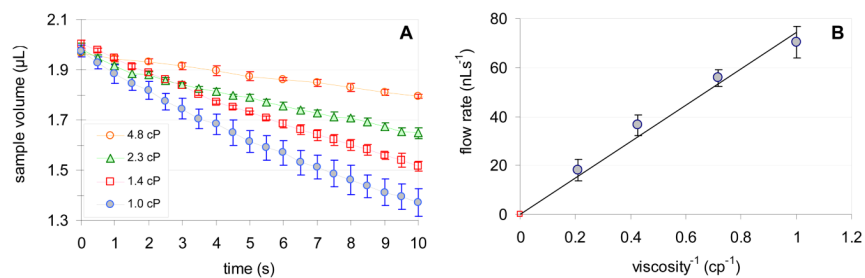 A
2.1
1.9
1.7
1.5
1.3
sample volume (µL)
4.8 cP
2.3 cP
1.4 cP
1.0 cP
0 1 2 3 4 5 6 7 8 9 10
time (s)
B
80
60
40
20
0
flow rate (nLs-1)
0 0.2 0.4 0.6 0.8 1 1.2
viscosity-1 (cp-1)